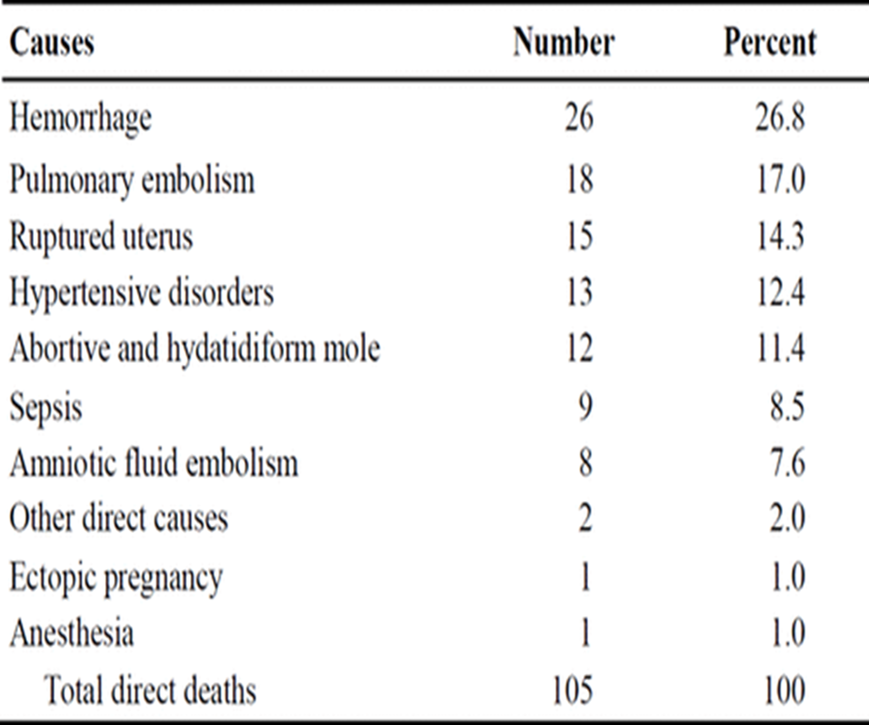 Causes Number Percent
Hemorrhage 26 26.8
Pulmonary embolism 18 17.0
Ruptured uterus 15 14.3
Hypertensive disorders 13 12.4
Abortive and hydatidiform mole 12 11.4
Sepsis 9 8.5
Amniotic fluid embolism 8 7.6
Other direct causes 2 2.0
Ectopic pregnancy 1 1.0
Anesthesia 1 1.0
Total direct deaths 105 100